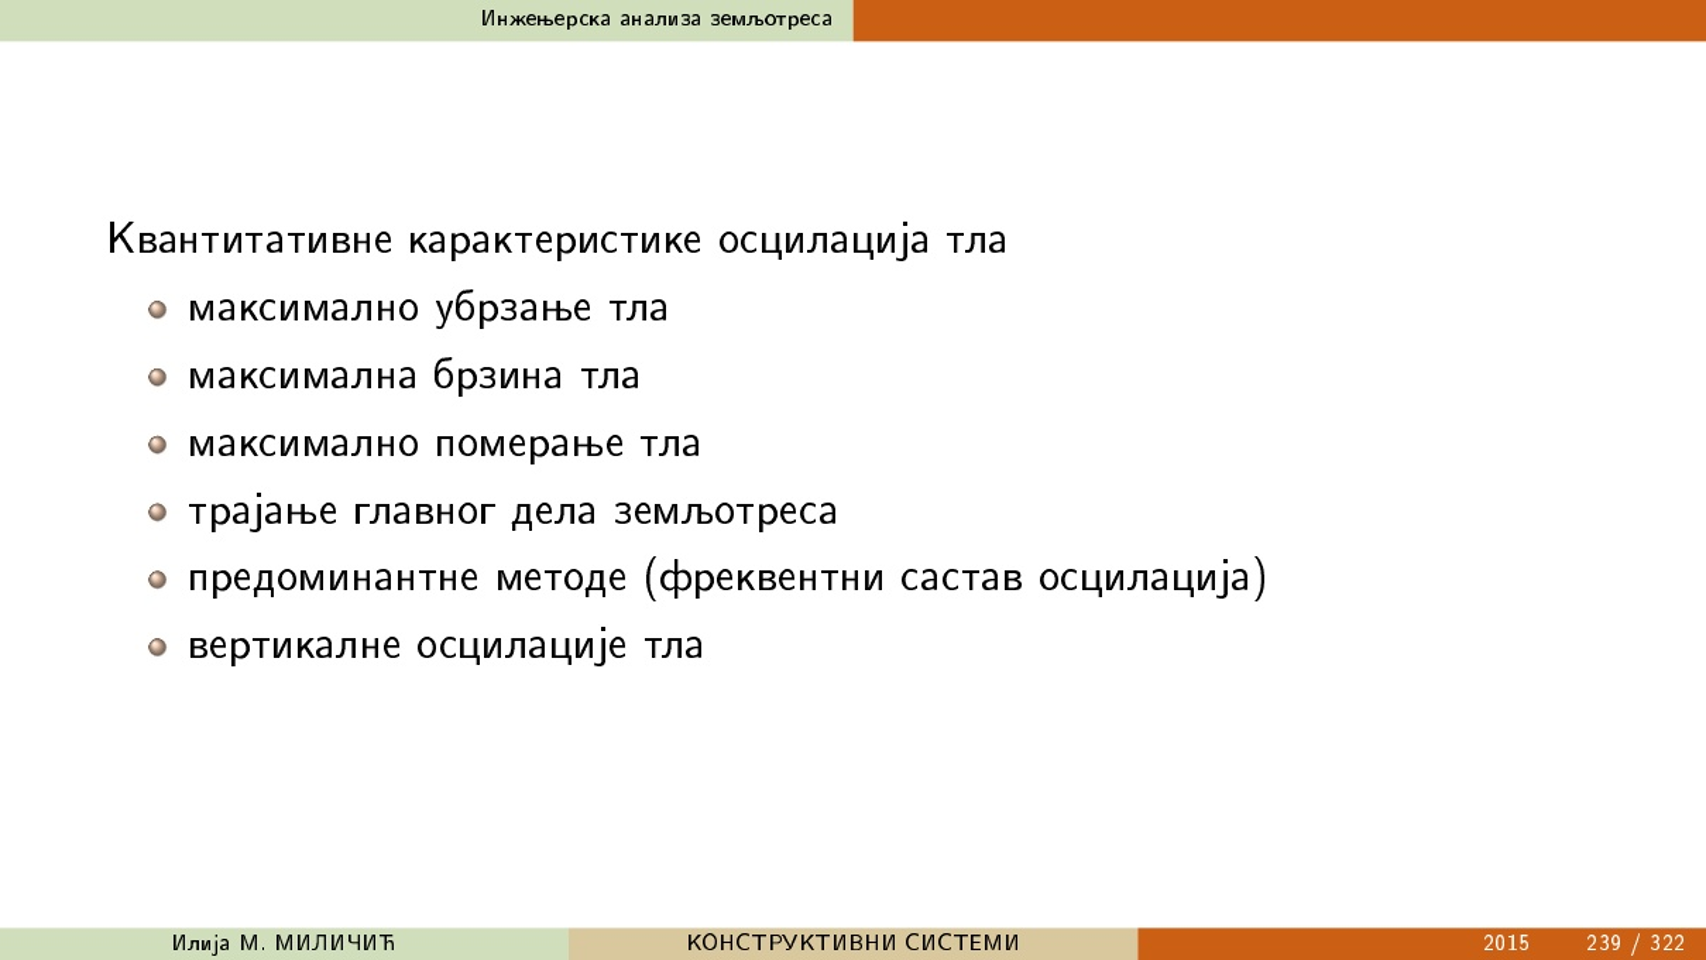 Инжењерска анализа земљотреса
Квантитативне карактеристике осцилација тла
максимално убрзање тла
максимална брзина тла
максимално померање тла
трајање главног дела земљотреса
предоминантне методе (фреквентни састав осцилација)
вертикалне осцилације тла
Илија М. МИЛИЧИЋ КОНСТРУКТИВНИ СИСТЕМИ 2015 239 / 322